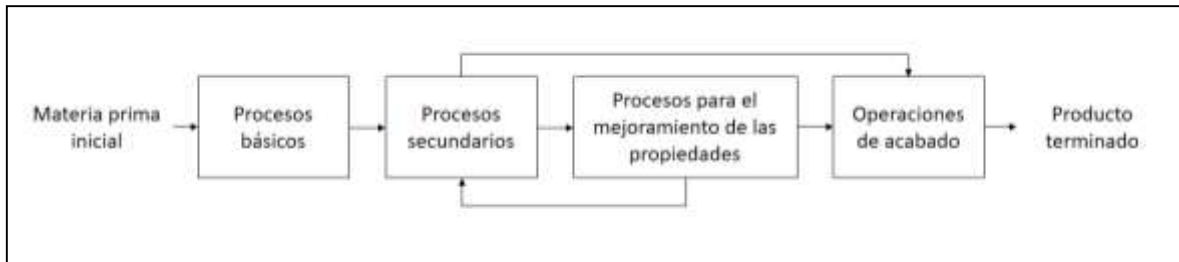 Materia prima
inicial
Procesos
básicos
Procesos
secundarios
Procesos para el
mejoramiento de las
propiedades
Operaciones
de acabado
Producto
terminado